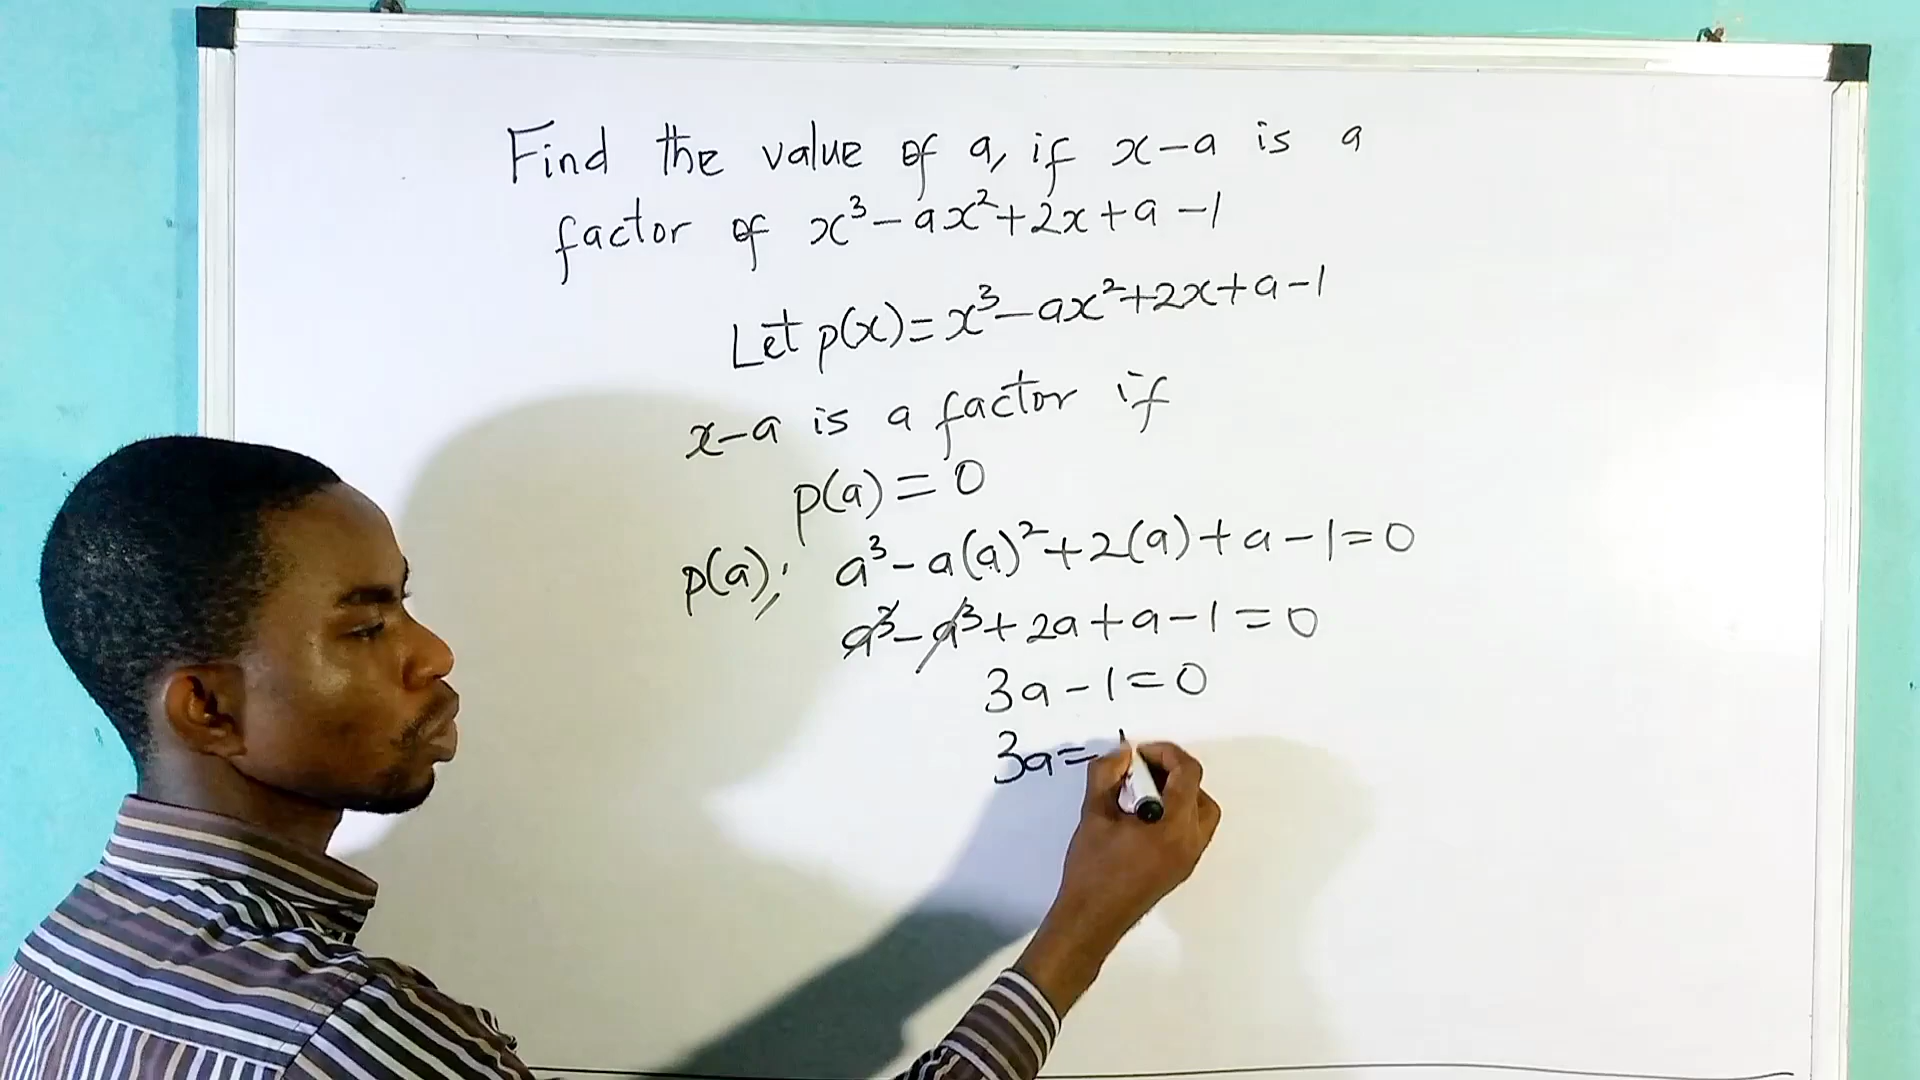 Find the value of a, if x-a is a
factor of x³-ax²+2x+a-1
Let p(x)=x³-ax²+2x+a-1
x-a is a factor if
p(a)=0
p(a); a³-a(a)²+2(a)+a-1=0
a³-a³+2a+a-1=0
3a-1=0
3a=1